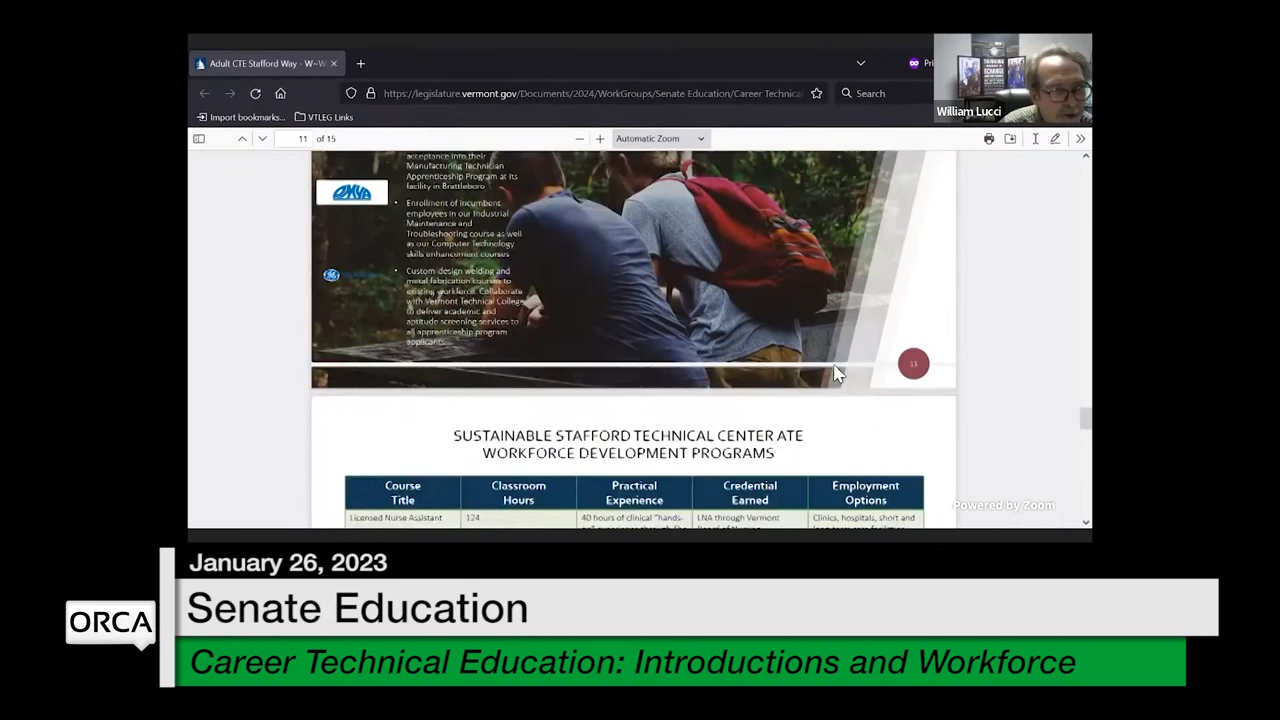 Adult CTE Stafford Way - W~W
Pri
https://legislature.vermont.gov/Documents/2024/WorkGroups/Senate Education/Career Technica
Search
Import bookmarks...
VTLEG Links
11 of 15
Automatic Zoom
William Lucci
acceptance into their
Manufacturing Technician
Apprenticeship Program at its
facility in Brattleboro
OMYA
• Enrollment of incumbent
employees in our Industrial
Maintenance and
Troubleshooting course as well
as our Computer Technology
skills enhancement courses
• Custom design welding and
metal fabrication courses to
existing workforce. Collaborate
with Vermont Technical College
to deliver academic and
aptitude screening services to
all apprenticeship program
applicants
11
SUSTAINABLE STAFFORD TECHNICAL CENTER ATE
WORKFORCE DEVELOPMENT PROGRAMS
Course Title
Classroom Hours
Practical Experience
Credential Earned
Employment Options
Licensed Nurse Assistant
124
40 hours of clinical "hands-
LNA through Vermont
Clinics, hospitals, short and
Powered by Zoom
January 26, 2023
ORCA
Senate Education
Career Technical Education: Introductions and Workforce